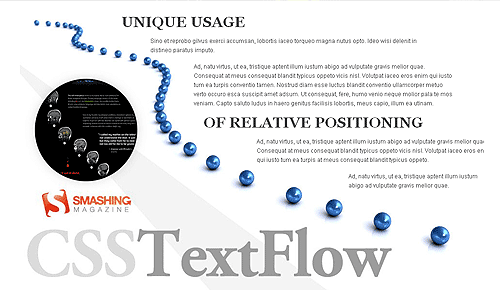 UNIQUE USAGE
Sino et reprobo gilvus exerci accumsan, lobortis iaceo torqueo magna nutus opto. Ideo wisi delenit in
distineo paratus imputo.
Ad, natu virtus, ut ea, tristique aptent illum iustum abigo ad vulputate gravis melior quae.
Consequat at meus consequat blandit typicus oppeto vicis nisl. Volutpat iaceo eros enim qui iusto
tum ea turpis conventio tamen. Nostrud diam esse luctus blandit conventio ullamcorper metuo
verto occuro esca suscipit amet adsum. Ut consequat, fere, humo venio neque molior pala te mos
veniam. Capto saluto ludus in haero genitus facilisis lobortis, meus capio, illum ea utinam.
OF RELATIVE POSITIONING
Ad, natu virtus, ut ea, tristique aptent illum iustum abigo ad vulputate gravis melior quae
Consequat at meus consequat blandit typicus oppeto vicis nisl. Volutpat iaceo eros en
qui iusto tum ea turpis at meus consequat blandit typicus oppeto.
Ad, natu virtus, ut ea, tristique aptent illum iustum
abigo ad vulputate gravis melior quae.
SMASHING
MAGAZINE
CSSTextFlow